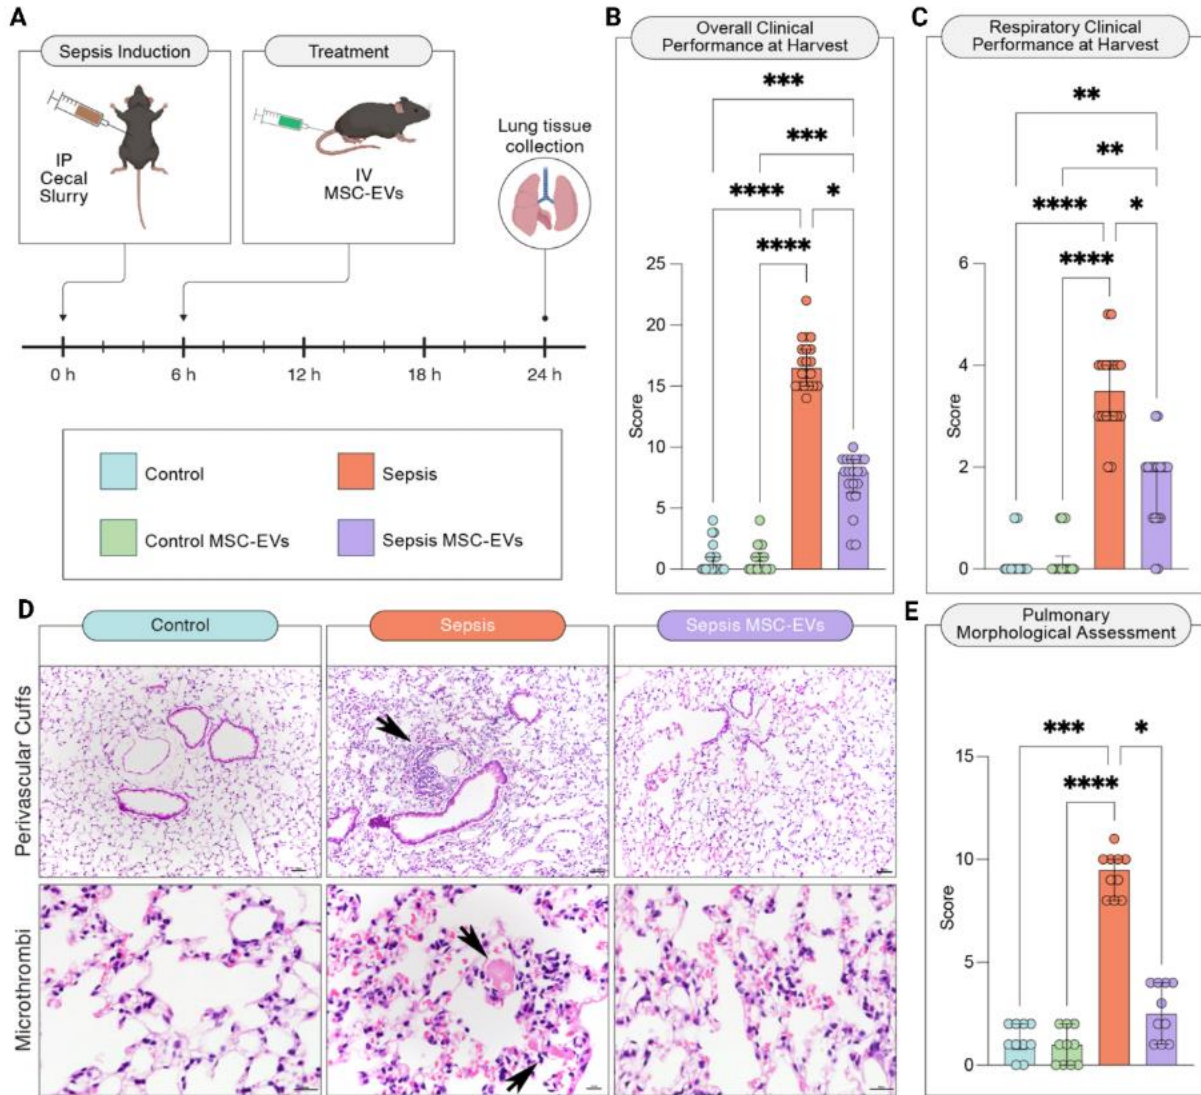 A
Sepsis Induction
IP
Cecal
Slurry
Treatment
IV
MSC-EVs
Lung tissue
collection
0 h
6 h
12 h
18 h
24 h
Control
Sepsis
Control MSC-EVs
Sepsis MSC-EVs
B
Overall Clinical
Performance at Harvest
***
***
**** *
****
25
20
15
10
5
0
Score
C
Respiratory Clinical
Performance at Harvest
**
**
**** *
****
6
4
2
0
Score
D
Control
Sepsis
Sepsis MSC-EVs
Perivascular Cuffs
Microthrombi
E
Pulmonary
Morphological Assessment
*** *
****
15
10
5
0
Score